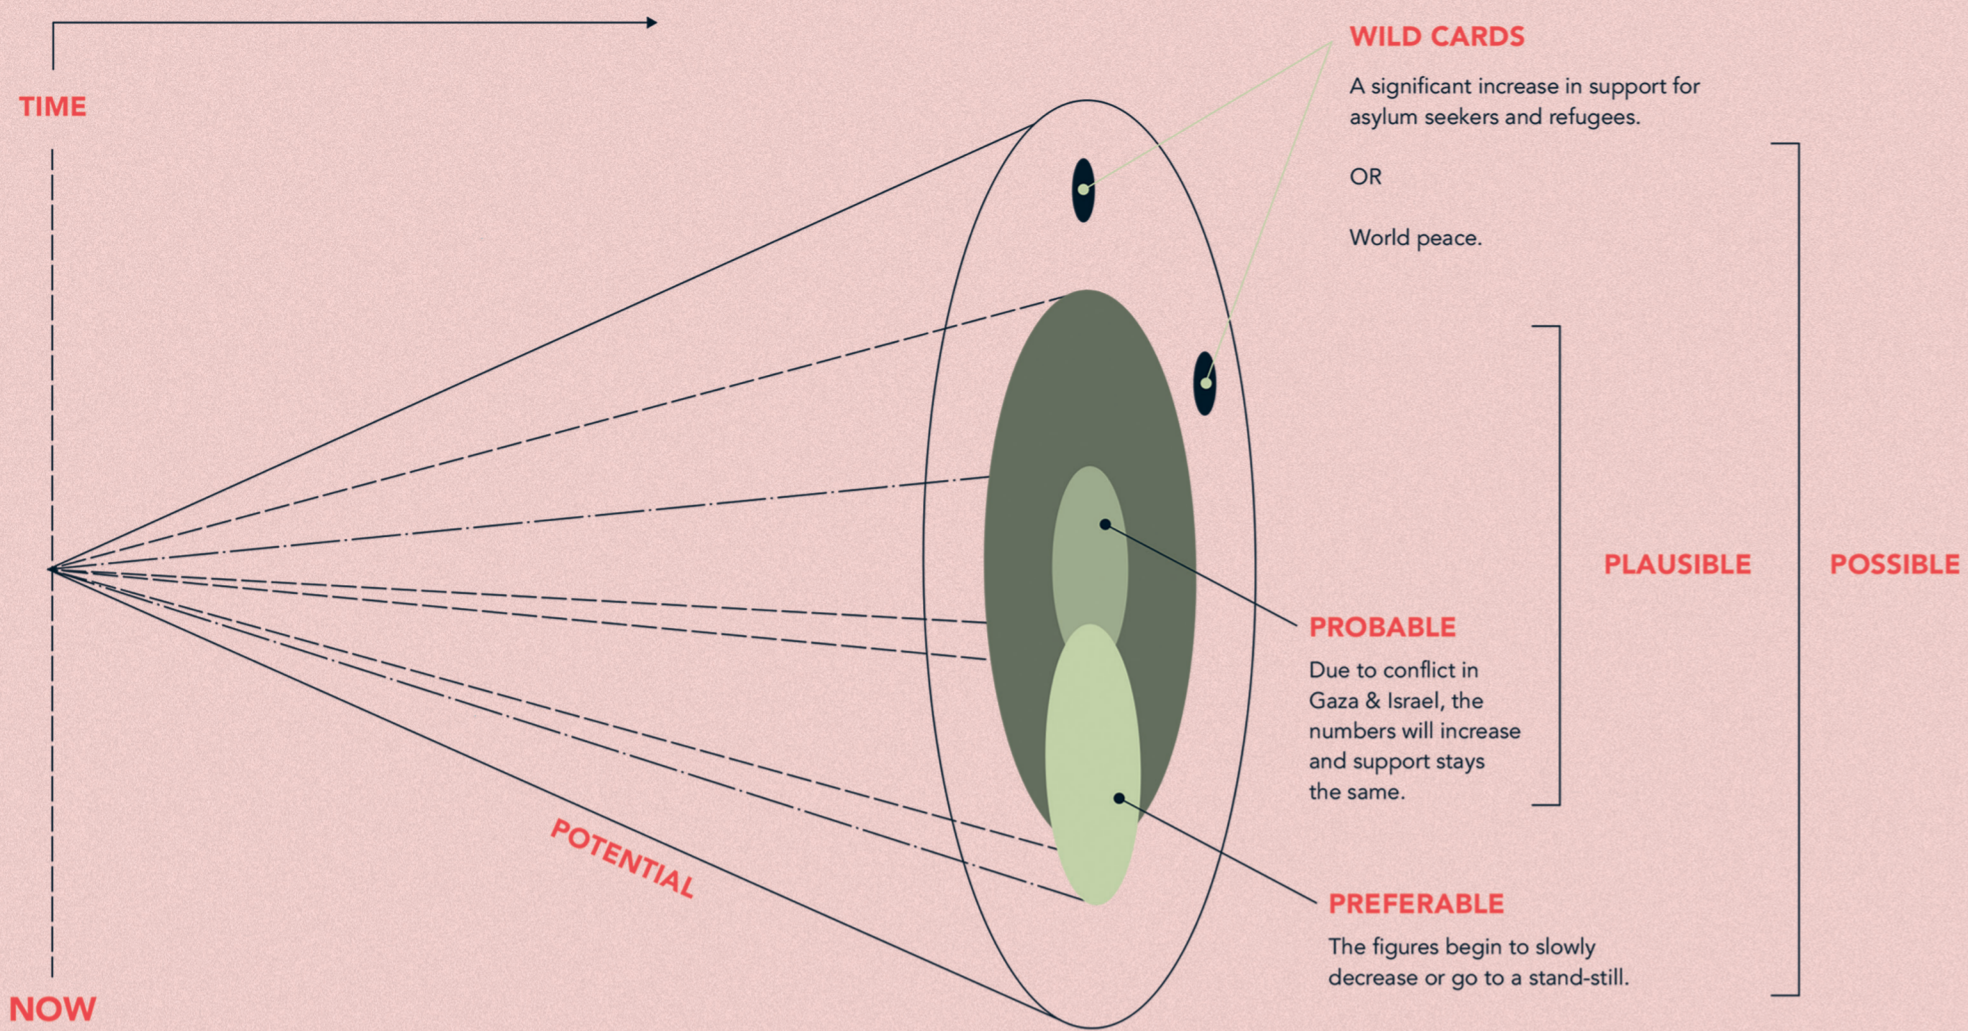 TIME
WILD CARDS
A significant increase in support for
asylum seekers and refugees.
OR
World peace.
PLAUSIBLE
POSSIBLE
PROBABLE
Due to conflict in
Gaza & Israel, the
numbers will increase
and support stays
the same.
POTENTIAL
PREFERABLE
The figures begin to slowly
decrease or go to a stand-still.
NOW